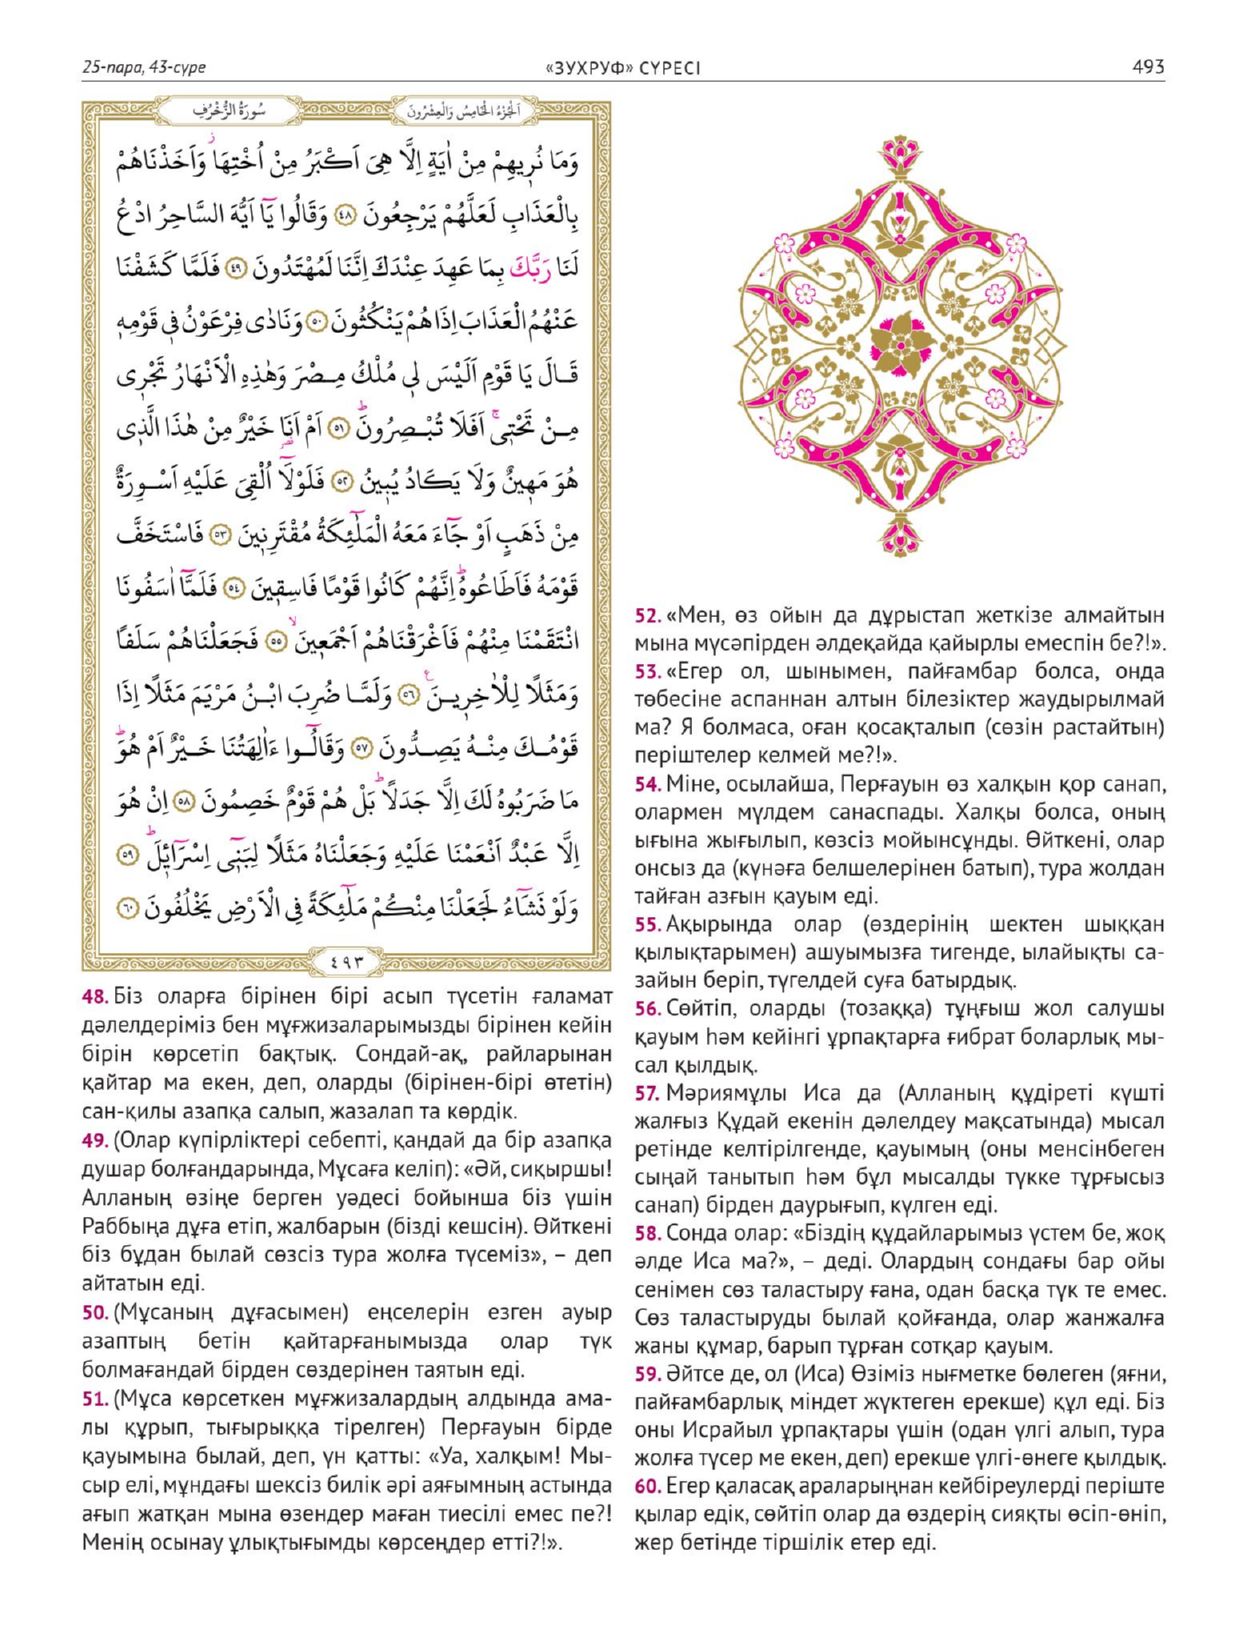 25-пара, 43-сүре
«ЗУХРУФ» СҮРЕСІ
493
سُورَةُ الزُّخْرُفِ
اَلْجُزْءُ الْخَامِسُ وَالْعِشْرُونَ
وَمَا نُرِيهِمْ مِنْ اٰيَةٍ اِلَّا هِيَ اَكْبَرُ مِنْ اُخْتِهَاۘ وَاَخَذْنَاهُمْ
بِالْعَذَابِ لَعَلَّهُمْ يَرْجِعُونَ ٤٨ وَقَالُوا يَٓا اَيُّهَ السَّاحِرُ ادْعُ
لَنَا رَبَّكَ بِمَا عَهِدَ عِنْدَكَ اِنَّنَا لَمُهْتَدُونَ ٤٩ فَلَمَّا كَشَفْنَا
عَنْهُمُ الْعَذَابَ اِذَا هُمْ يَنْكُثُونَ ٥٠ وَنَادٰى فِرْعَوْنُ فِي قَوْمِهِ
قَالَ يَا قَوْمِ اَلَيْسَ لِي مُلْكُ مِصْرَ وَهٰذِهِ الْاَنْهَارُ تَجْرِي
مِنْ تَحْتِيۚ اَفَلَا تُبْصِرُونَۜ ٥١ اَمْ اَنَا خَيْرٌ مِنْ هٰذَا الَّذِي
هُوَ مَهِينٌ وَلَا يَكَادُ يُبِينُ ٥٢ فَلَوْلَٓا اُلْقِيَ عَلَيْهِ اَسْوِرَةٌ
مِنْ ذَهَبٍ اَوْ جَٓاءَ مَعَهُ الْمَلٰٓئِكَةُ مُقْتَرِنِينَ ٥٣ فَاسْتَخَفَّ
قَوْمَهُ فَاَطَاعُوهُۜ اِنَّهُمْ كَانُوا قَوْمًا فَاسِقِينَ ٥٤ فَلَمَّٓا اٰسَفُونَا
انْتَقَمْنَا مِنْهُمْ فَاَغْرَقْنَاهُمْ اَجْمَعِينَۙ ٥٥ فَجَعَلْنَاهُمْ سَلَفًا
وَمَثَلًا لِلْاٰخِرِينَ۟ ٥٦ وَلَمَّا ضُرِبَ ابْنُ مَرْيَمَ مَثَلًا اِذَا
قَوْمُكَ مِنْهُ يَصِدُّونَ ٥٧ وَقَالُٓوا ءَاٰلِهَتُنَا خَيْرٌ اَمْ هُوَۜ
مَا ضَرَبُوهُ لَكَ اِلَّا جَدَلًاۜ بَلْ هُمْ قَوْمٌ خَصِمُونَ ٥٨ اِنْ هُوَ
اِلَّا عَبْدٌ اَنْعَمْنَا عَلَيْهِ وَجَعَلْنَاهُ مَثَلًا لِبَنِٓي اِسْرَٓائِيلَۜ ٥٩
وَلَوْ نَشَٓاءُ لَجَعَلْنَا مِنْكُمْ مَلٰٓئِكَةً فِي الْاَرْضِ يَخْلُفُونَ ٦٠
٤٩٣
48. Біз оларға бірінен бірі асып түсетін ғаламат
дәлелдеріміз бен мұғжизаларымызды бірінен кейін
бірін көрсетіп бақтық. Сондай-ақ, райларынан
қайтар ма екен, деп, оларды (бірінен-бірі өтетін)
сан-қилы азапқа салып, жазалап та көрдік.
49. (Олар күпірліктері себепті, қандай да бір азапқа
душар болғандарында, Мұсаға келіп): «Әй, сиқыршы!
Алланың өзіңе берген уәдесі бойынша біз үшін
Раббыңа дұға етіп, жалбарын (бізді кешсін). Өйткені
біз бұдан былай сөзсіз тура жолға түсеміз», – деп
айтатын еді.
50. (Мұсаның дұғасымен) еңселерін езген ауыр
азаптың бетін қайтарғанымызда олар түк
болмағандай бірден сөздерінен таятын еді.
51. (Мұса көрсеткен мұғжизалардың алдында ама-
лы құрып, тығырыққа тірелген) Перғауын бірде
қауымына былай, деп, үн қатты: «Уа, халқым! Мы-
сыр елі, мұндағы шексіз билік әрі аяғымның астында
ағып жатқан мына өзендер маған тиесілі емес пе?!
Менің осынау ұлықтығымды көрсеңдер етті?!».
52. «Мен, өз ойын да дұрыстап жеткізе алмайтын
мына мүсәпірден әлдеқайда қайырлы емеспін бе?!».
53. «Егер ол, шынымен, пайғамбар болса, онда
төбесіне аспаннан алтын білезіктер жаудырылмай
ма? Я болмаса, оған қосақталып (сөзін растайтын)
періштелер келмей ме?!».
54. Міне, осылайша, Перғауын өз халқын қор санап,
олармен мүлдем санаспады. Халқы болса, оның
ығына жығылып, көзсіз мойынсұнды. Өйткені, олар
онсыз да (күнәға белшелерінен батып), тура жолдан
тайған азғын қауым еді.
55. Ақырында олар (өздерінің шектен шыққан
қылықтарымен) ашуымызға тигенде, ылайықты са-
зайын беріп, түгелдей суға батырдық.
56. Сөйтіп, оларды (тозаққа) тұңғыш жол салушы
қауым һәм кейінгі ұрпақтарға ғибрат боларлық мы-
сал қылдық.
57. Мәриямұлы Иса да (Алланың құдіреті күшті
жалғыз Құдай екенін дәлелдеу мақсатында) мысал
ретінде келтірілгенде, қауымың (оны менсінбеген
сыңай танытып һәм бұл мысалды түкке тұрғысыз
санап) бірден даурығып, күлген еді.
58. Сонда олар: «Біздің құдайларымыз үстем бе, жоқ
әлде Иса ма?», – деді. Олардың сондағы бар ойы
сенімен сөз таластыру ғана, одан басқа түк те емес.
Сөз таластыруды былай қойғанда, олар жанжалға
жаны құмар, барып тұрған сотқар қауым.
59. Әйтсе де, ол (Иса) Өзіміз нығметке бөлеген (яғни,
пайғамбарлық міндет жүктеген ерекше) құл еді. Біз
оны Исрайыл ұрпақтары үшін (одан үлгі алып, тура
жолға түсер ме екен, деп) ерекше үлгі-өнеге қылдық.
60. Егер қаласақ араларыңнан кейбіреулерді періште
қылар едік, сөйтіп олар да өздерің сияқты өсіп-өніп,
жер бетінде тіршілік етер еді.